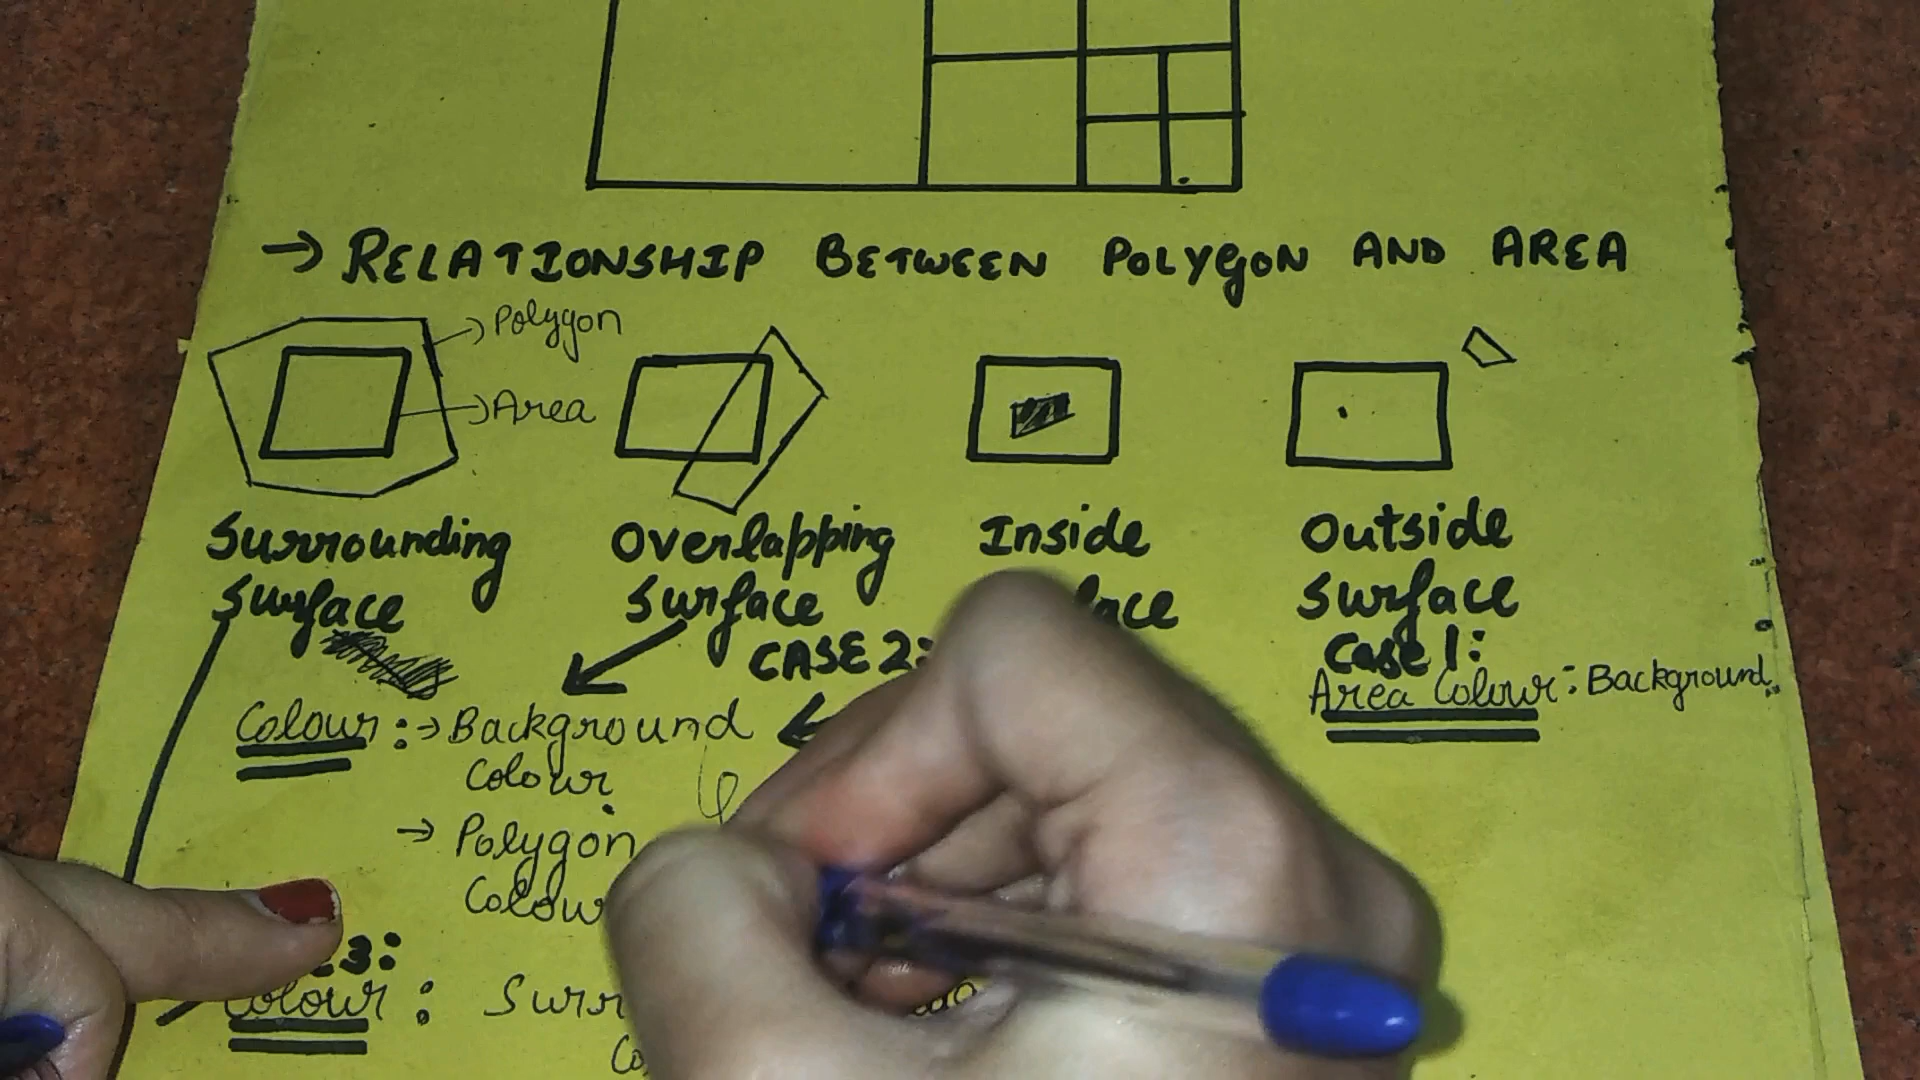 → RELATIONSHIP BETWEEN POLYGON AND AREA
→ Polygon
→ Area
Surrounding
Surface
Overlapping
Surface
Inside
Outside
Surface
CASE 2:
Case 1:
Area Colour: Background
Colour: → Background
Colour
→ Polygon
Colour
3:
Colour: